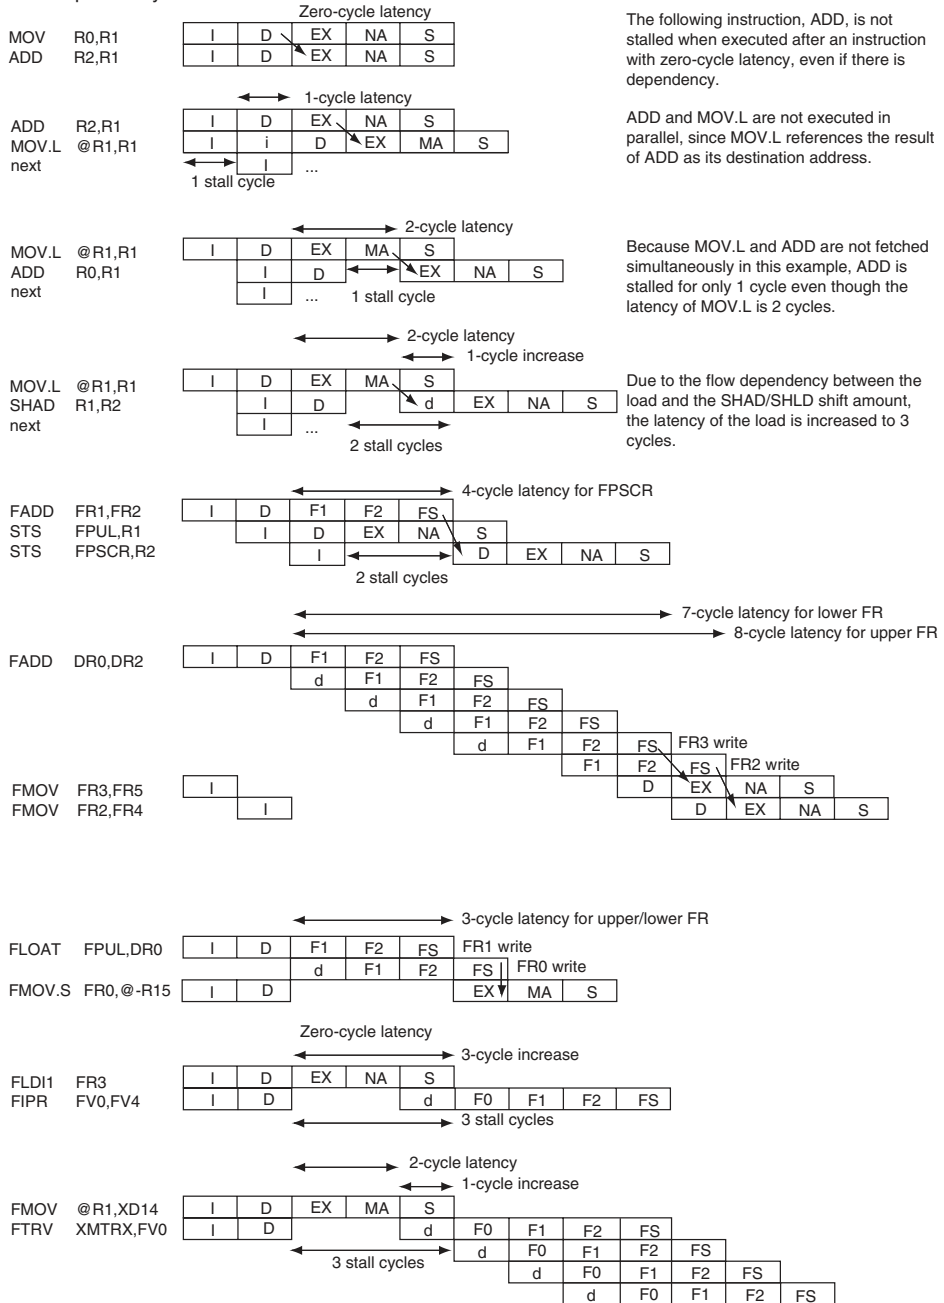 Zero-cycle latency
MOV R0,R1 I D EX NA S
ADD R2,R1 I D EX NA S
The following instruction, ADD, is not
stalled when executed after an instruction
with zero-cycle latency, even if there is
dependency.
1-cycle latency
ADD R2,R1 I D EX NA S
MOV.L @R1,R1 I i D EX MA S
next I ...
1 stall cycle
ADD and MOV.L are not executed in
parallel, since MOV.L references the result
of ADD as its destination address.
2-cycle latency
MOV.L @R1,R1 I D EX MA S
ADD R0,R1 I D EX NA S
next I ... 1 stall cycle
Because MOV.L and ADD are not fetched
simultaneously in this example, ADD is
stalled for only 1 cycle even though the
latency of MOV.L is 2 cycles.
2-cycle latency
1-cycle increase
MOV.L @R1,R1 I D EX MA S
SHAD R1,R2 I D d EX NA S
next I ...
2 stall cycles
Due to the flow dependency between the
load and the SHAD/SHLD shift amount,
the latency of the load is increased to 3
cycles.
4-cycle latency for FPSCR
FADD FR1,FR2 I D F1 F2 FS
STS FPUL,R1 I D EX NA S
STS FPSCR,R2 I D EX NA S
2 stall cycles
7-cycle latency for lower FR
8-cycle latency for upper FR
FADD DR0,DR2 I D F1 F2 FS
d F1 F2 FS
d F1 F2 FS
d F1 F2 FS
d F1 F2 FS FR3 write
F1 F2 FS FR2 write
FMOV FR3,FR5 I D EX NA S
FMOV FR2,FR4 I D EX NA S
3-cycle latency for upper/lower FR
FLOAT FPUL,DR0 I D F1 F2 FS FR1 write
d F1 F2 FS FR0 write
FMOV.S FR0,@-R15 I D EX MA S
Zero-cycle latency
3-cycle increase
FLDI1 FR3 I D EX NA S
FIPR FV0,FV4 I D d F0 F1 F2 FS
3 stall cycles
2-cycle latency
1-cycle increase
FMOV @R1,XD14 I D EX MA S
FTRV XMTRX,FV0 I D d F0 F1 F2 FS
3 stall cycles d F0 F1 F2 FS
d F0 F1 F2 FS
d F0 F1 F2 FS